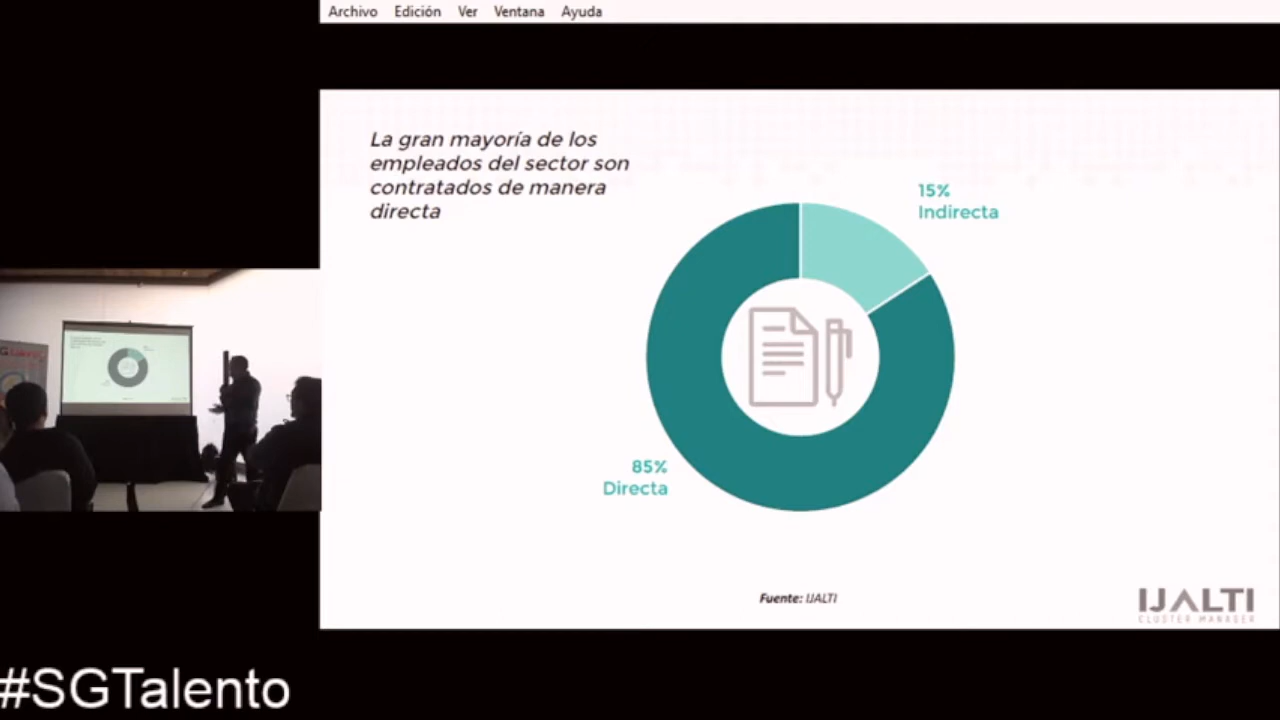 Archivo Edición Ver Ventana Ayuda
La gran mayoría de los
empleados del sector son
contratados de manera
directa
15%
Indirecta
85%
Directa
Fuente: IJALTI
IJALTI
CLUSTER MANAGER
#SGTalento